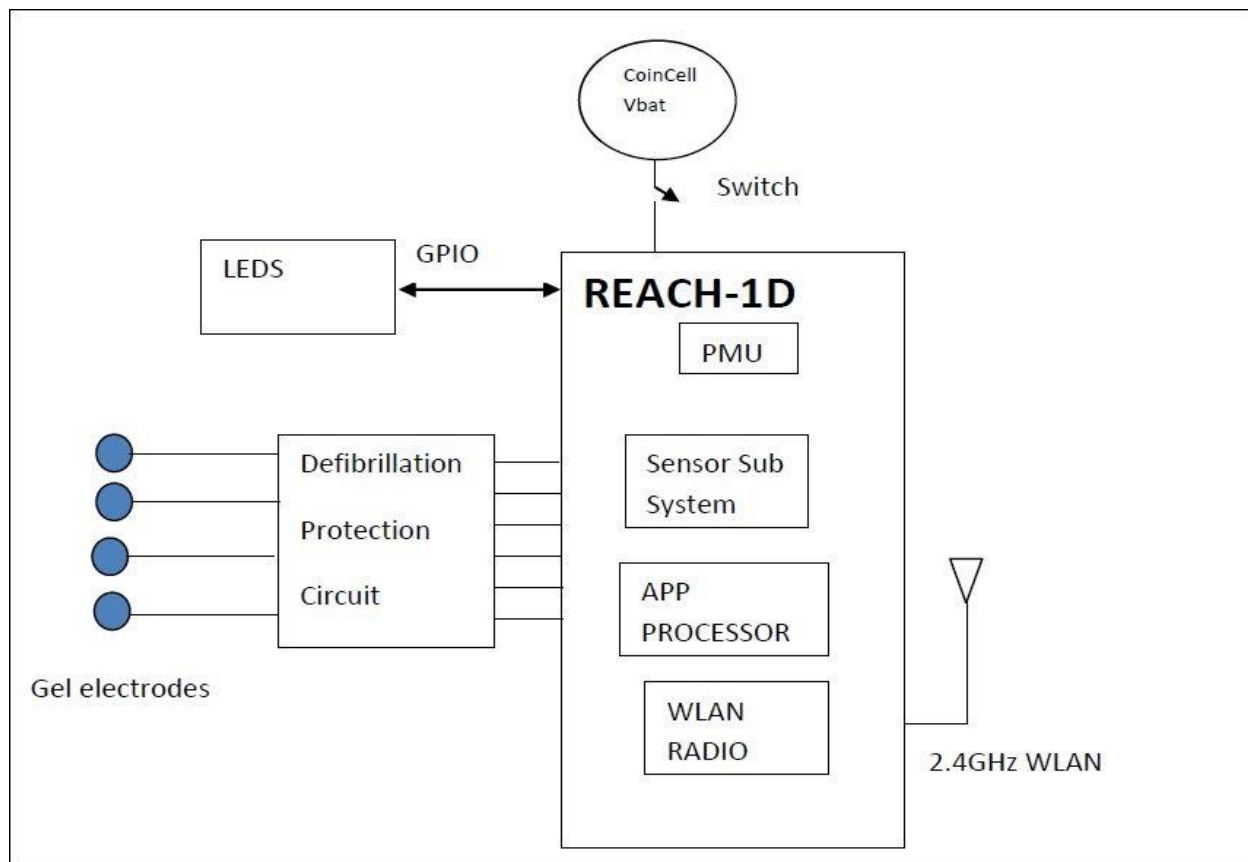 CoinCell
Vbat
Switch
LEDS
GPIO
REACH-1D
PMU
Defibrillation
Protection
Circuit
Sensor Sub
System
APP
PROCESSOR
WLAN
RADIO
Gel electrodes
2.4GHz WLAN